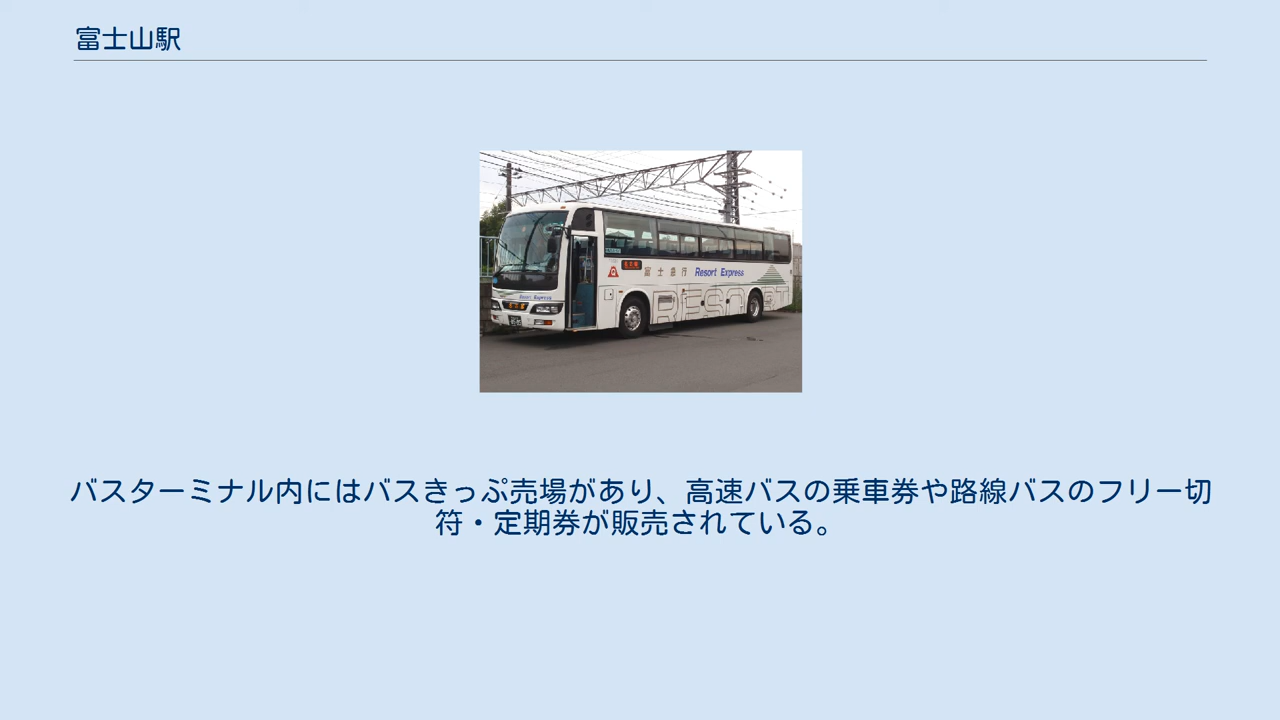 富士山駅
富士急行 Resort Express
Resort Express
RESORT
バスターミナル内にはバスきっぷ売場があり、高速バスの乗車券や路線バスのフリー切
符・定期券が販売されている。